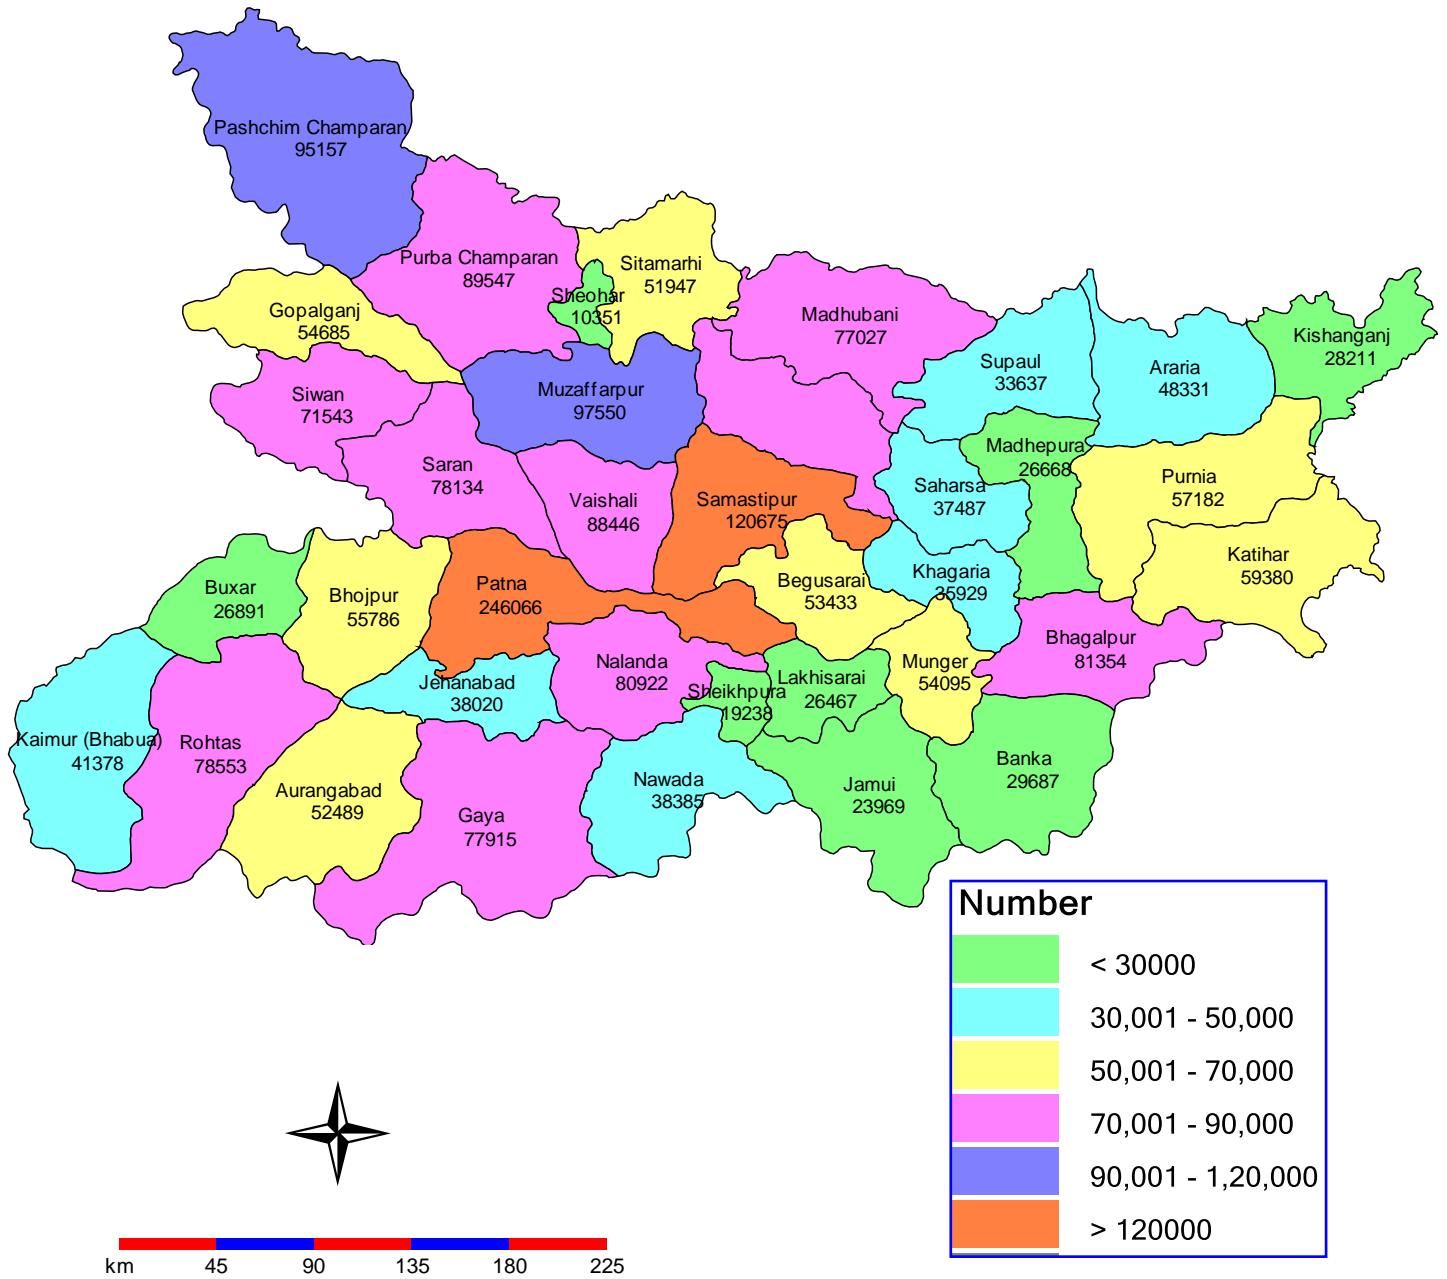 Pashchim Champaran
95157
Purba Champaran
89547
Sitamarhi
51947
Sheohar
10351
Gopalganj
54685
Madhubani
77027
Kishanganj
28211
Supaul
33637
Araria
48331
Siwan
71543
Muzaffarpur
97550
Madhepura
26668
Saran
78134
Vaishali
88446
Samastipur
120675
Saharsa
37487
Purnia
57182
Katihar
59380
Buxar
26891
Bhojpur
55786
Patna
246066
Begusarai
53433
Khagaria
35929
Bhagalpur
81354
Nalanda
80922
Munger
54095
Jehanabad
38020
Sheikhpura
19238
Lakhisarai
26467
Kaimur (Bhabua)
41378
Rohtas
78553
Aurangabad
52489
Gaya
77915
Nawada
38385
Jamui
23969
Banka
29687
Number
< 30000
30,001 - 50,000
50,001 - 70,000
70,001 - 90,000
90,001 - 1,20,000
> 120000
km 45 90 135 180 225